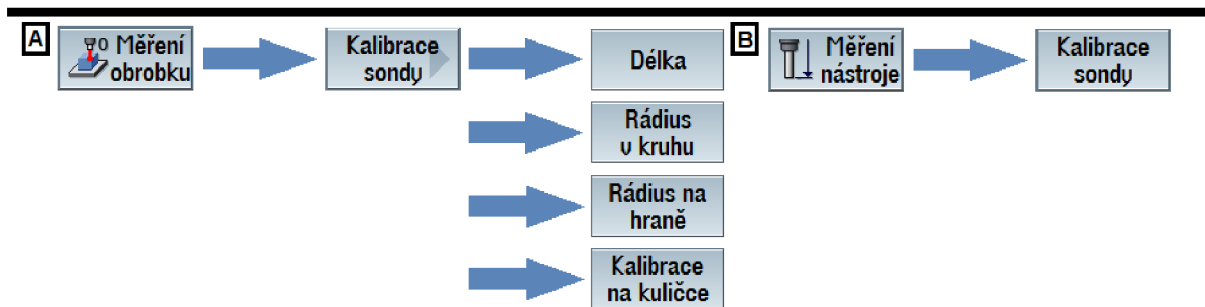 A
Měření
obrobku
Kalibrace
sondy
Délka
Rádius
v kruhu
Rádius na
hraně
Kalibrace
na kuličce
B
Měření
nástroje
Kalibrace
sondy